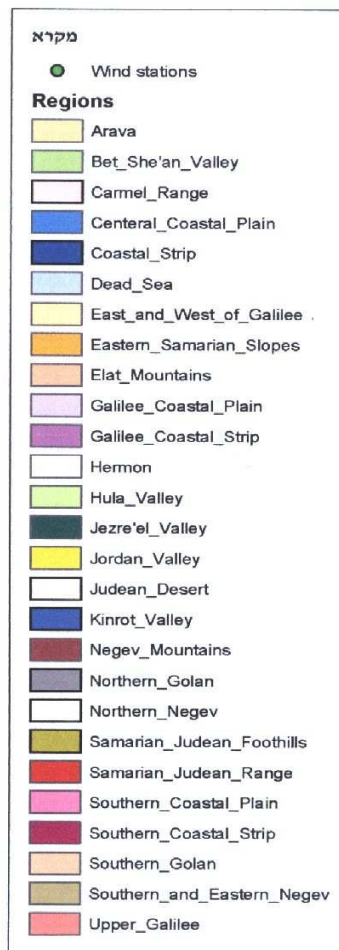 מקרא
Wind stations
Regions
Arava
Bet_She'an_Valley
Carmel_Range
Centeral_Coastal_Plain
Coastal_Strip
Dead_Sea
East_and_West_of_Galilee
Eastern_Samarian_Slopes
Elat_Mountains
Galilee_Coastal_Plain
Galilee_Coastal_Strip
Hermon
Hula_Valley
Jezre'el_Valley
Jordan_Valley
Judean_Desert
Kinrot_Valley
Negev_Mountains
Northern_Golan
Northern_Negev
Samarian_Judean_Foothills
Samarian_Judean_Range
Southern_Coastal_Plain
Southern_Coastal_Strip
Southern_Golan
Southern_and_Eastern_Negev
Upper_Galilee